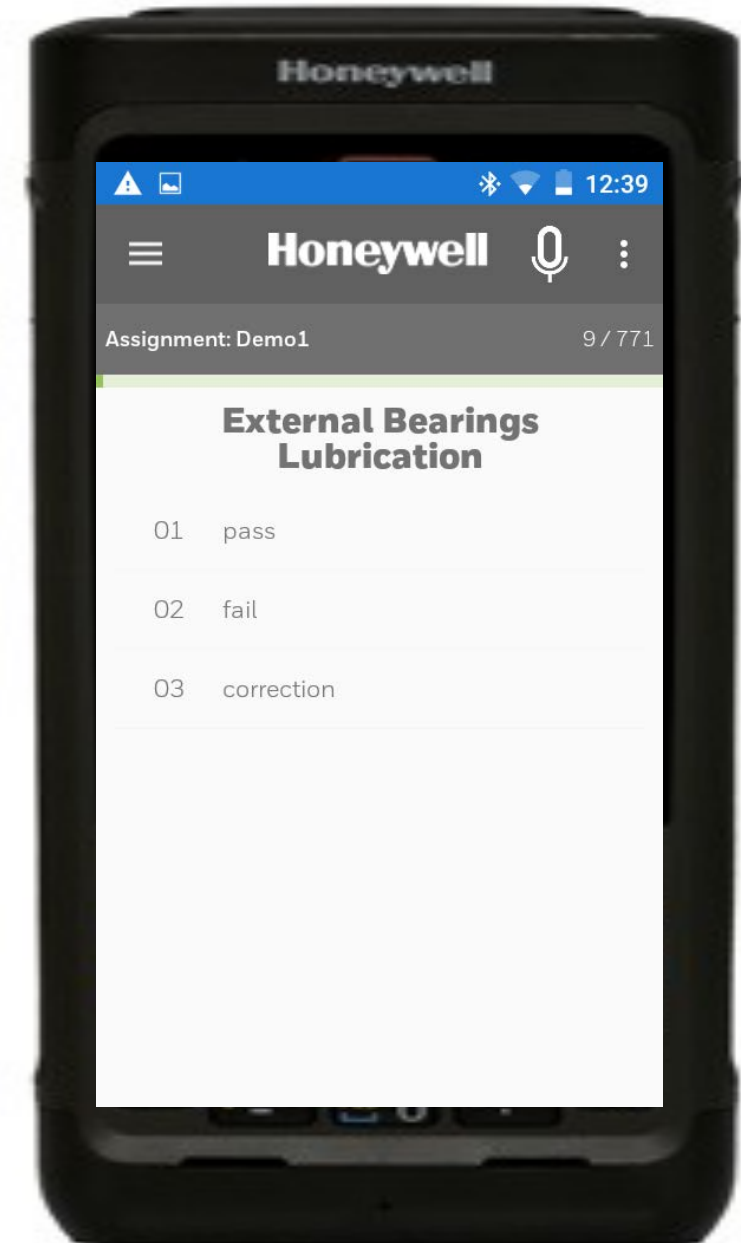 Honeywell
12:39
Honeywell
Assignment: Demo1 9 / 771
External Bearings
Lubrication
01 pass
02 fail
03 correction